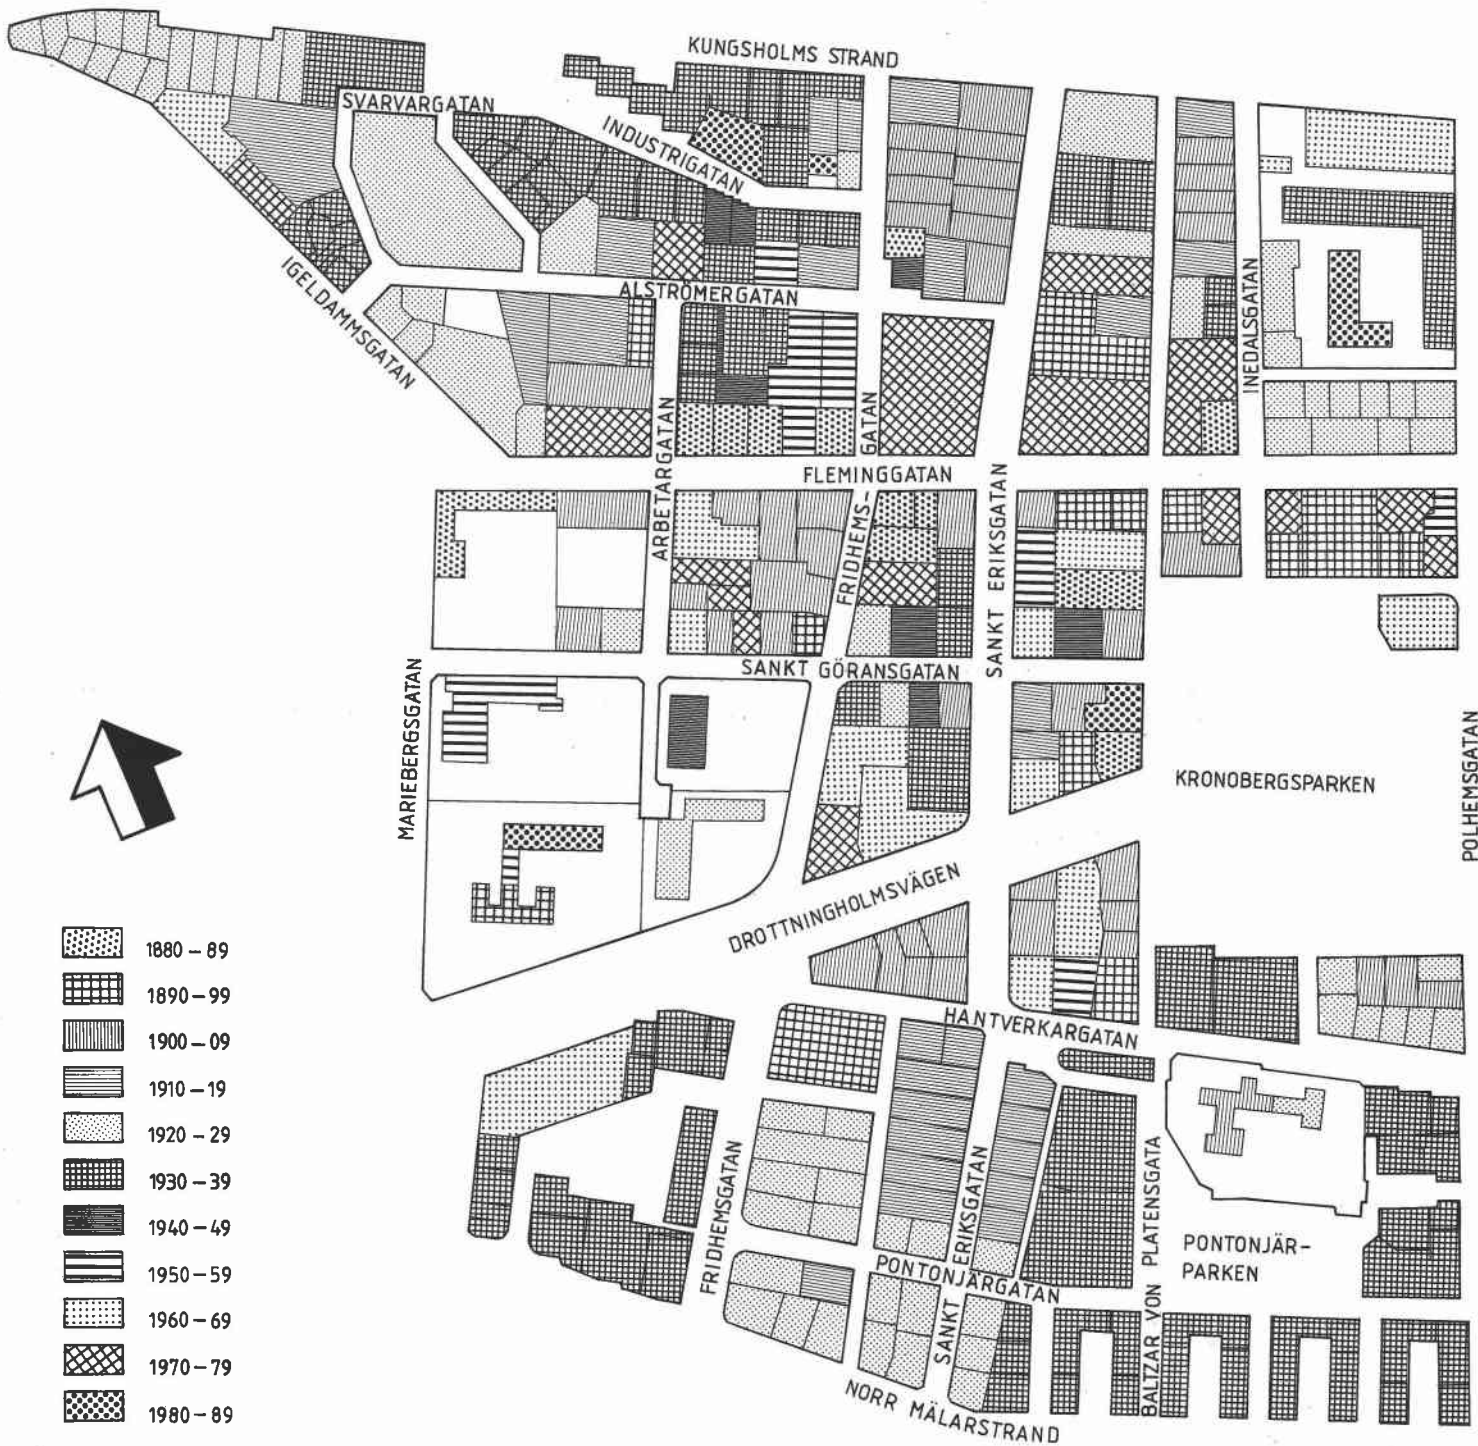 KUNGSHOLMS STRAND
SVARVARGATAN
INDUSTRIGATAN
IGELDAMMSGATAN
ALSTRÖMERGATAN
INEDALSGATAN
ARBETARGATAN
FRIDHEMS-
GATAN
FLEMINGGATAN
SANKT ERIKSGATAN
SANKT GÖRANSGATAN
MARIEBERGSGATAN
KRONOBERGSPARKEN
POLHEMSGATAN
DROTTNINGHOLMSVÄGEN
HANTVERKARGATAN
FRIDHEMSGATAN
SANKT ERIKSGATAN
PONTONJÄRGATAN
BALTZAR VON PLATENSGATA
PONTONJÄR-
PARKEN
NORR MÄLARSTRAND
1880-89
1890-99
1900-09
1910-19
1920-29
1930-39
1940-49
1950-59
1960-69
1970-79
1980-89